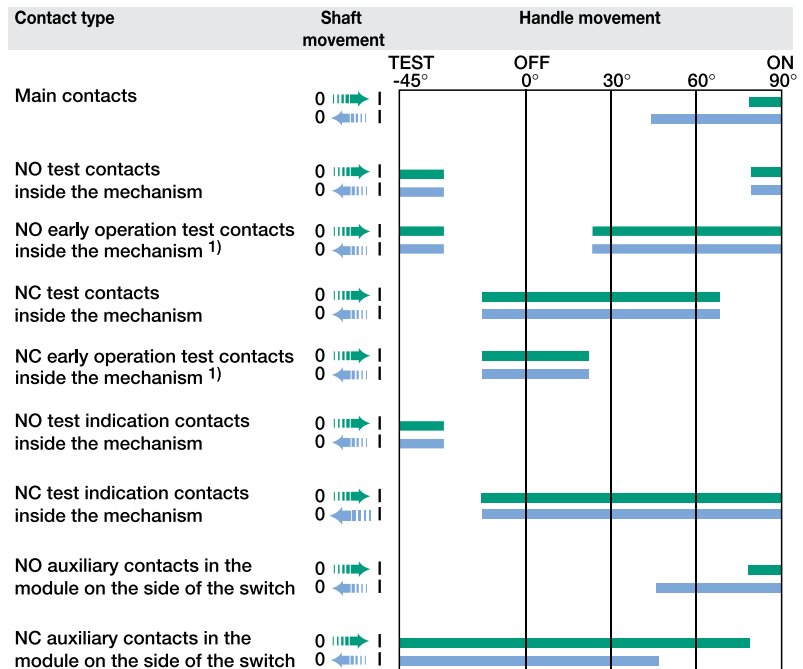 Contact type Shaft movement Handle movement
TEST OFF ON
-45° 0° 30° 60° 90°
Main contacts
0 I
0 I
NO test contacts
inside the mechanism
0 I
0 I
NO early operation test contacts
inside the mechanism 1)
0 I
0 I
NC test contacts
inside the mechanism
0 I
0 I
NC early operation test contacts
inside the mechanism 1)
0 I
0 I
NO test indication contacts
inside the mechanism
0 I
0 I
NC test indication contacts
inside the mechanism
0 I
0 I
NO auxiliary contacts in the
module on the side of the switch
0 I
0 I
NC auxiliary contacts in the
module on the side of the switch
0 I
0 I